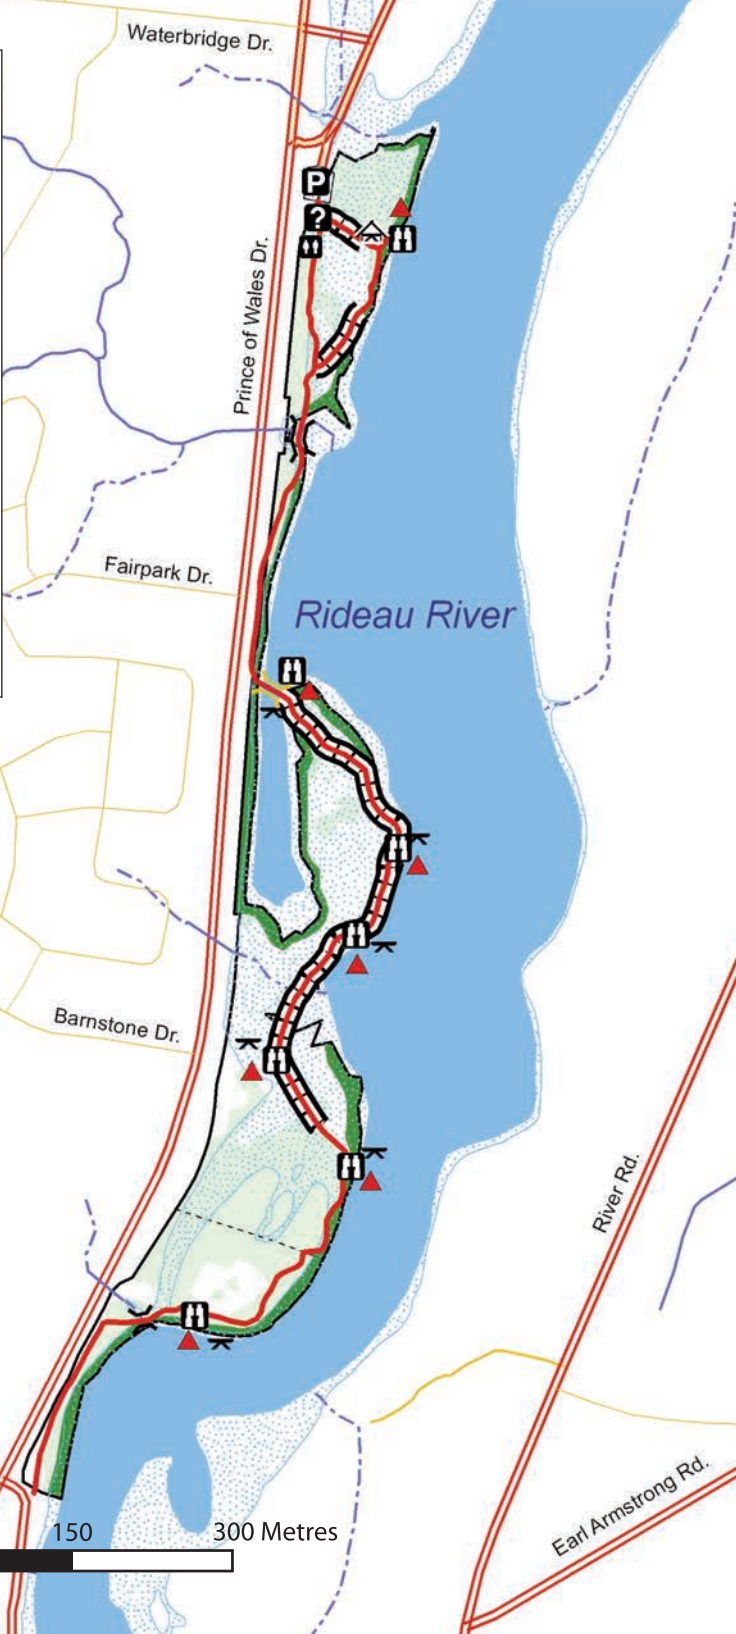 Waterbridge Dr.
P
?
Prince of Wales Dr.
Fairpark Dr.
Rideau River
Barnstone Dr.
River Rd.
Earl Armstrong Rd.
150 300 Metres